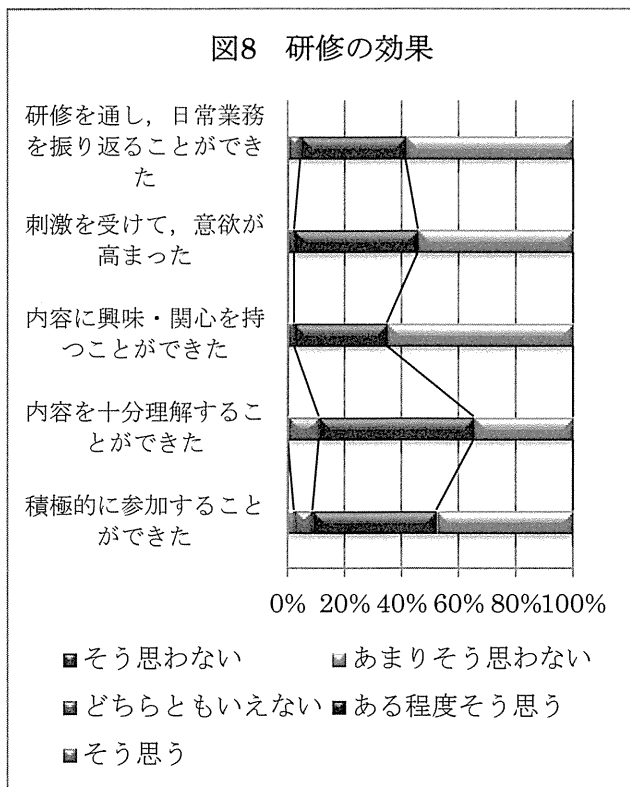 図8　研修の効果
研修を通し，日常業務
を振り返ることができ
た
刺激を受けて，意欲が
高まった
内容に興味・関心を持
つことができた
内容を十分理解するこ
とができた
積極的に参加すること
ができた
0% 20% 40% 60% 80%100%
そう思わない　あまりそう思わない
どちらともいえない　ある程度そう思う
そう思う